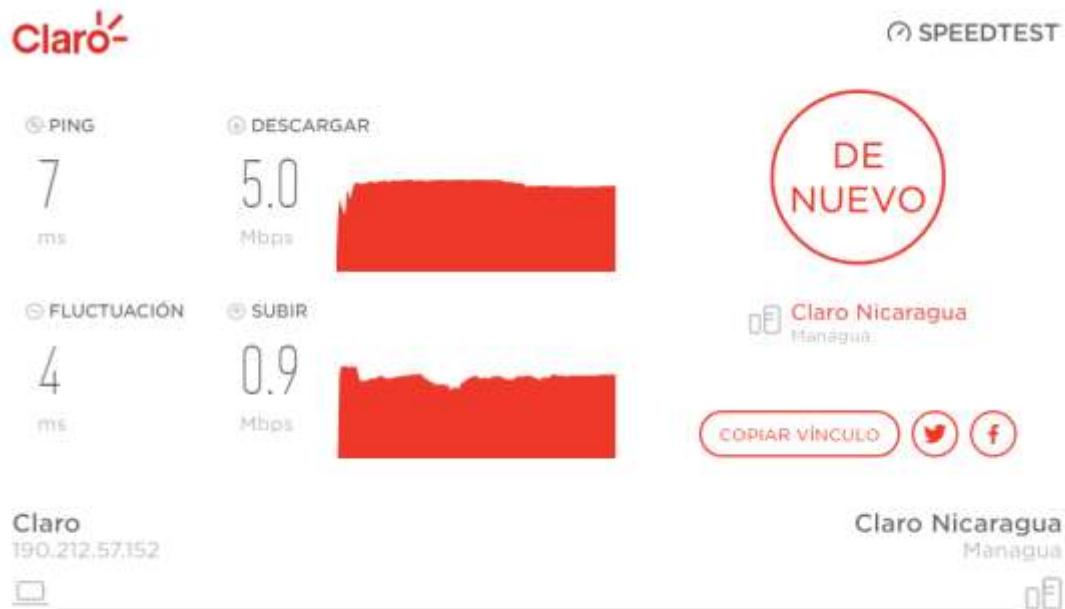 Claro
SPEEDTEST
PING
7
ms
DESCARGAR
5.0
Mbps
DE
NUEVO
FLUCTUACIÓN
4
ms
SUBIR
0.9
Mbps
Claro Nicaragua
Managua
COPIAR VÍNCULO
Claro
190.212.57.152
Claro Nicaragua
Managua